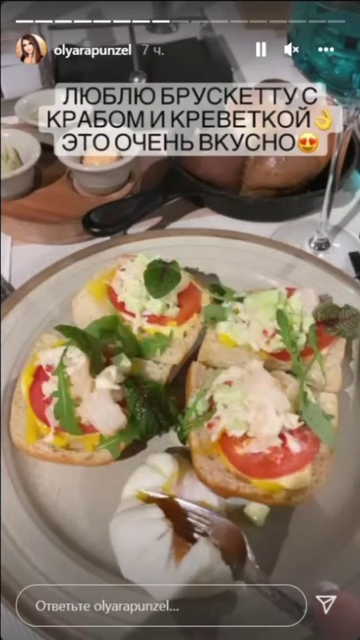 olyarapunzel 7 ч.
ЛЮБЛЮ БРУСКЕТТУ С
КРАБОМ И КРЕВЕТКОЙ👌
ЭТО ОЧЕНЬ ВКУСНО😍
Ответьте olyarapunzel...